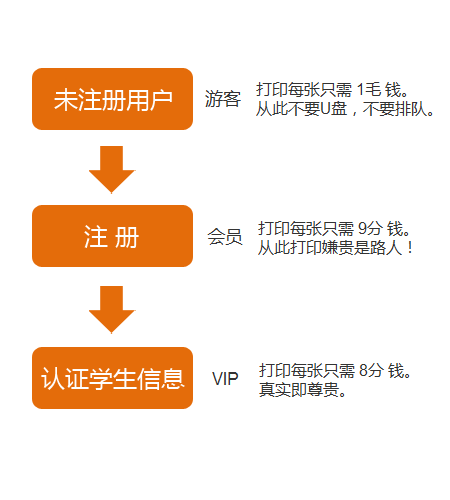 未注册用户
游客
打印每张只需 1毛 钱。
从此不要U盘，不要排队。
注 册
会员
打印每张只需 9分 钱。
从此打印嫌贵是路人！
认证学生信息
VIP
打印每张只需 8分 钱。
真实即尊贵。